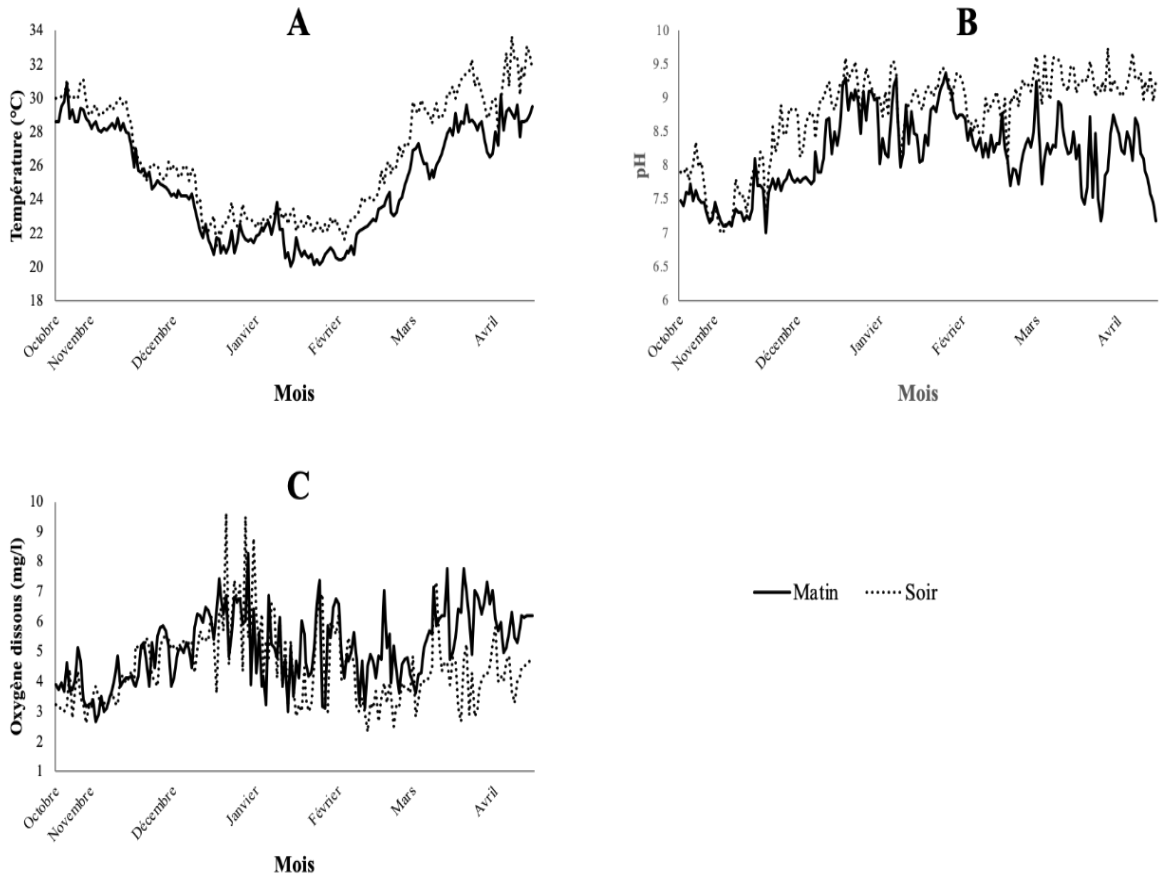 A
Température (°C)
34
32
30
28
26
24
22
20
18
Octobre
Novembre
Décembre
Janvier
Février
Mars
Avril
Mois
B
pH
10
9.5
9
8.5
8
7.5
7
6.5
6
Octobre
Novembre
Décembre
Janvier
Février
Mars
Avril
Mois
C
Oxygène dissous (mg/l)
10
9
8
7
6
5
4
3
2
1
Octobre
Novembre
Décembre
Janvier
Février
Mars
Avril
Mois
Matin
Soir